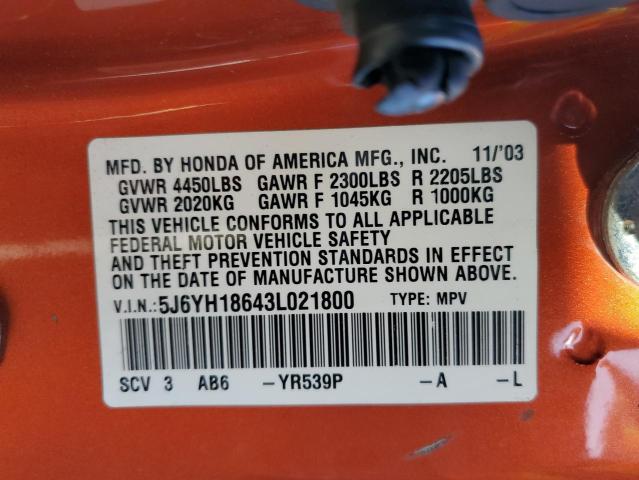 MFD. BY HONDA OF AMERICA MFG., INC. 11/'03
GVWR 4450LBS GAWR F 2300LBS R 2205LBS
GVWR 2020KG GAWR F 1045KG R 1000KG
THIS VEHICLE CONFORMS TO ALL APPLICABLE
FEDERAL MOTOR VEHICLE SAFETY
AND THEFT PREVENTION STANDARDS IN EFFECT
ON THE DATE OF MANUFACTURE SHOWN ABOVE.
V.I.N.: 5J6YH18643L021800 TYPE: MPV
SCV 3 AB6 -YR539P -A -L